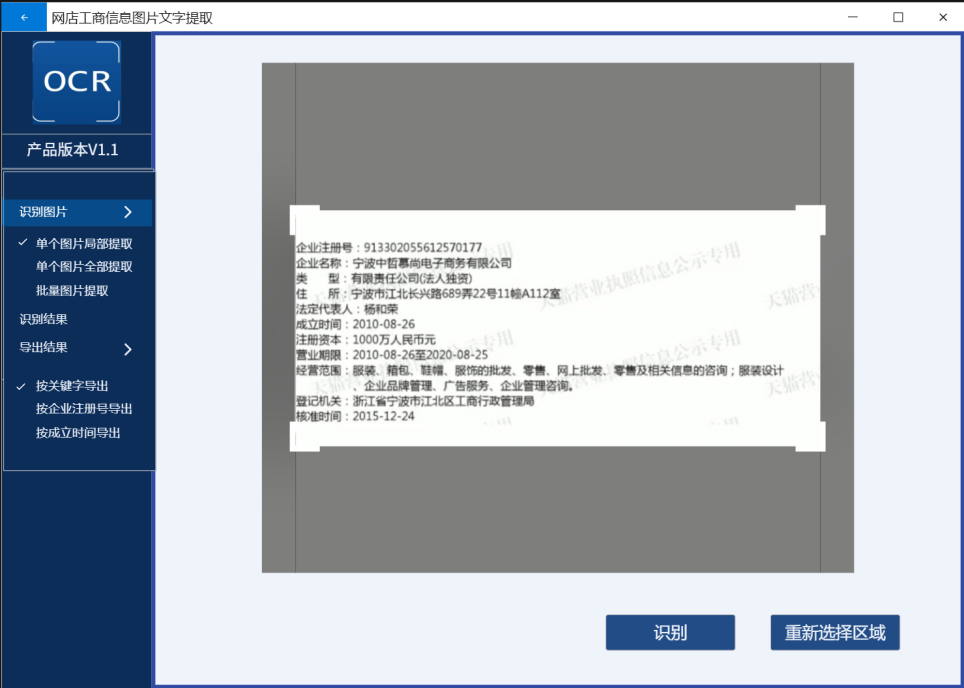 网店工商信息图片文字提取
OCR
产品版本V1.1
识别图片
单个图片局部提取
单个图片全部提取
批量图片提取
识别结果
导出结果
按关键字导出
按企业注册号导出
按成立时间导出
企业注册号：913302055612570177
企业名称：宁波中哲慕尚电子商务有限公司
类 型：有限责任公司(法人独资)
住 所：宁波市江北长兴路689弄22号11幢A112室
法定代表人：杨和荣
成立时间：2010-08-26
注册资本：1000万人民币元
营业期限：2010-08-26至2020-08-25
经营范围：服装、箱包、鞋帽、服饰的批发、零售、网上批发、零售及相关信息的咨询；服装设计
、企业品牌管理、广告服务、企业管理咨询。
登记机关：浙江省宁波市江北区工商行政管理局
核准时间：2015-12-24
天猫营业执照信息公示专用
识别
重新选择区域